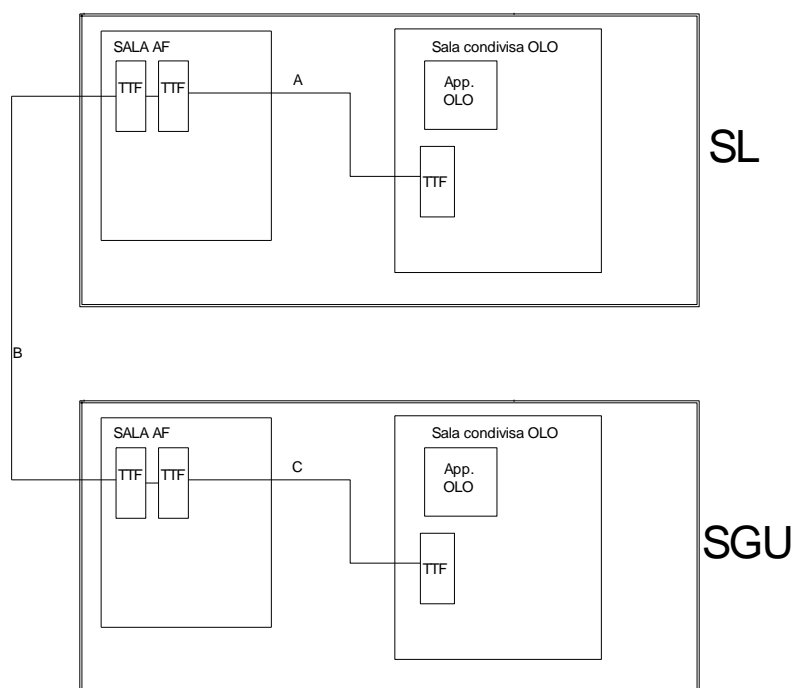 SALA AF
Sala condivisa OLO
TTF
TTF
A
App.
OLO
TTF
SL
B
SALA AF
Sala condivisa OLO
TTF
TTF
C
App.
OLO
TTF
SGU